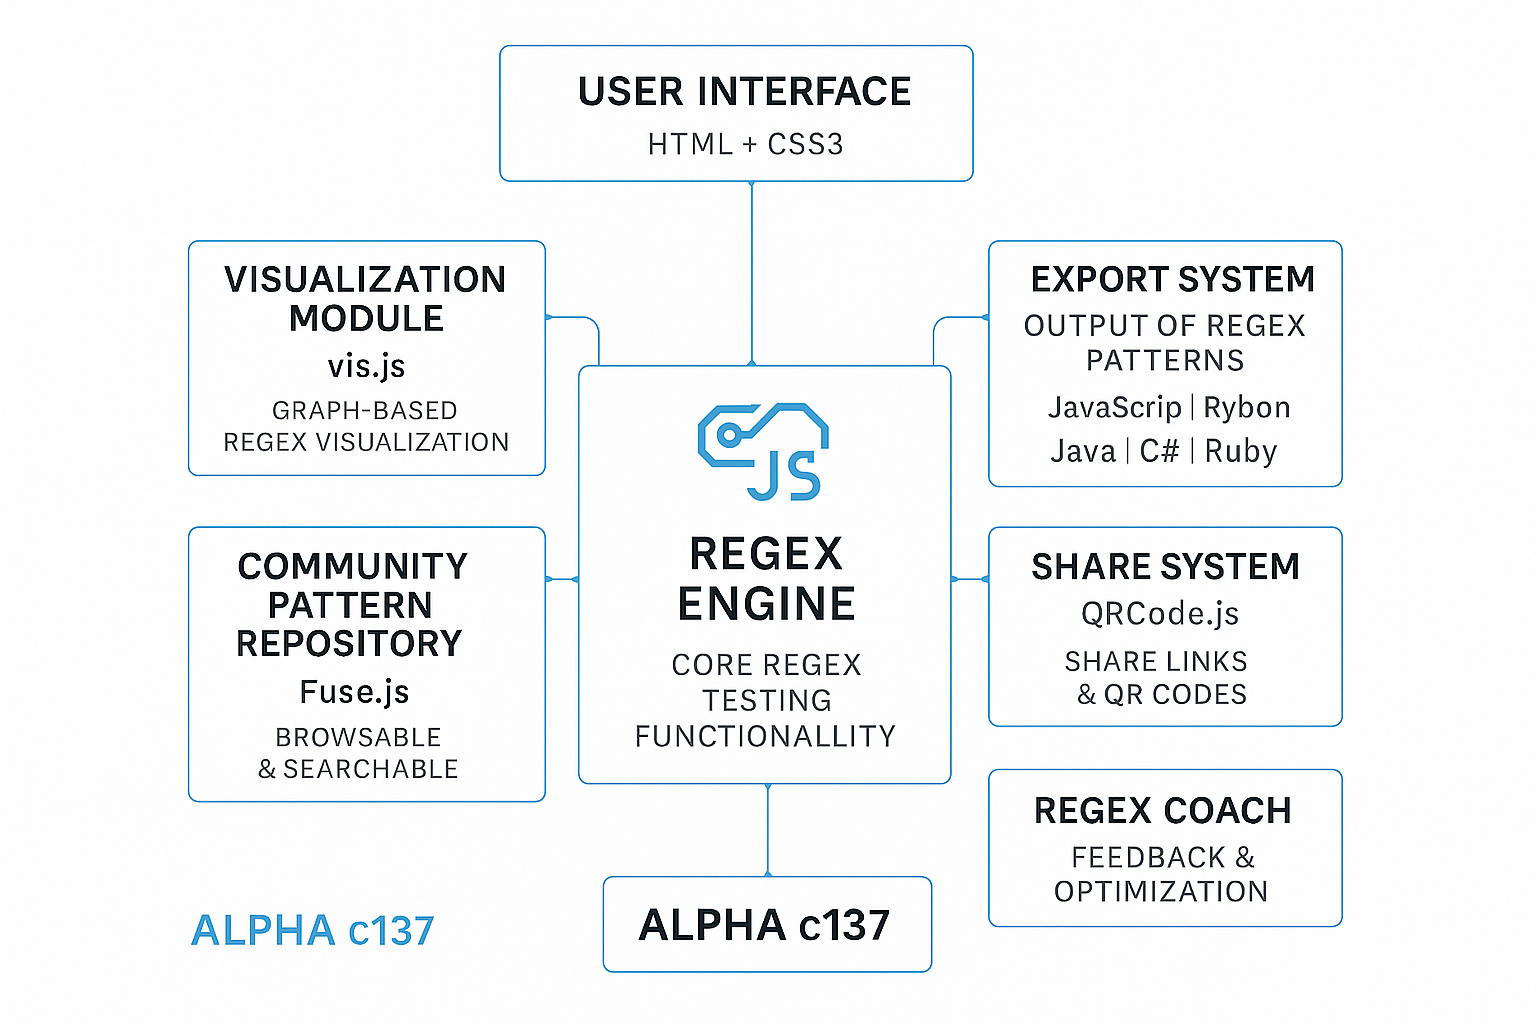 USER INTERFACE
HTML + CSS3
VISUALIZATION
MODULE
vis.js
GRAPH-BASED
REGEX VISUALIZATION
EXPORT SYSTEM
OUTPUT OF REGEX
PATTERNS
JavaScrip | Rybon
Java | C# | Ruby
JS
REGEX
ENGINE
CORE REGEX
TESTING
FUNCTIONALLITY
COMMUNITY
PATTERN
REPOSITORY
Fuse.js
BROWSABLE
& SEARCHABLE
SHARE SYSTEM
QRCode.js
SHARE LINKS
& QR CODES
REGEX COACH
FEEDBACK &
OPTIMIZATION
ALPHA c137
ALPHA c137